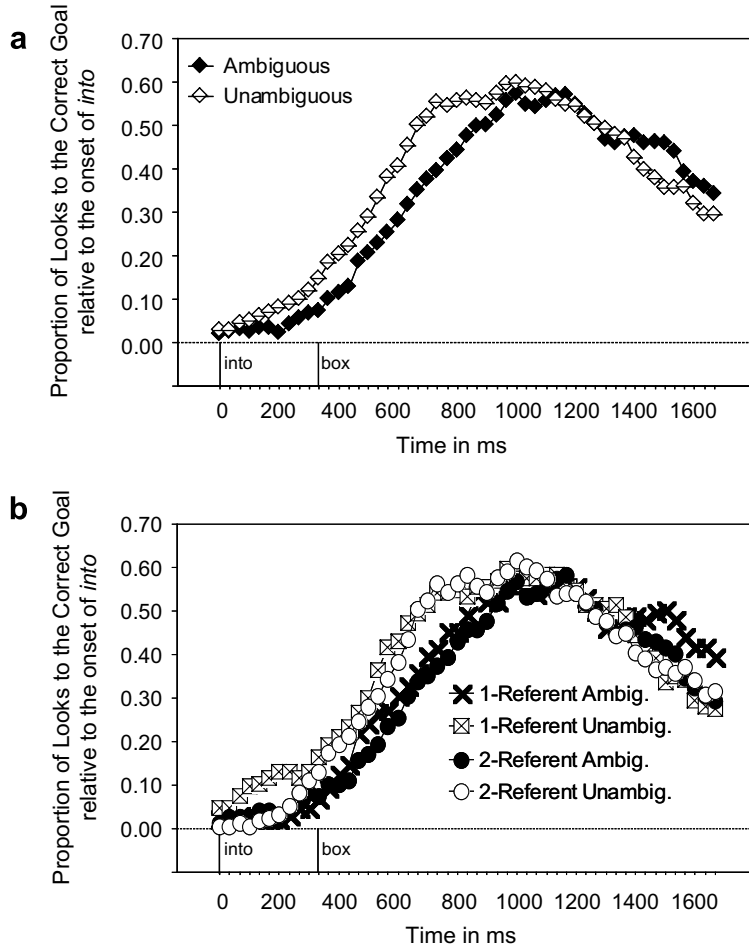 a
Proportion of Looks to the Correct Goal
relative to the onset of into
0.70
0.60
0.50
0.40
0.30
0.20
0.10
0.00
Ambiguous
Unambiguous
into
box
0 200 400 600 800 1000 1200 1400 1600
Time in ms
b
Proportion of Looks to the Correct Goal
relative to the onset of into
0.70
0.60
0.50
0.40
0.30
0.20
0.10
0.00
1-Referent Ambig.
1-Referent Unambig.
2-Referent Ambig.
2-Referent Unambig.
into
box
0 200 400 600 800 1000 1200 1400 1600
Time in ms